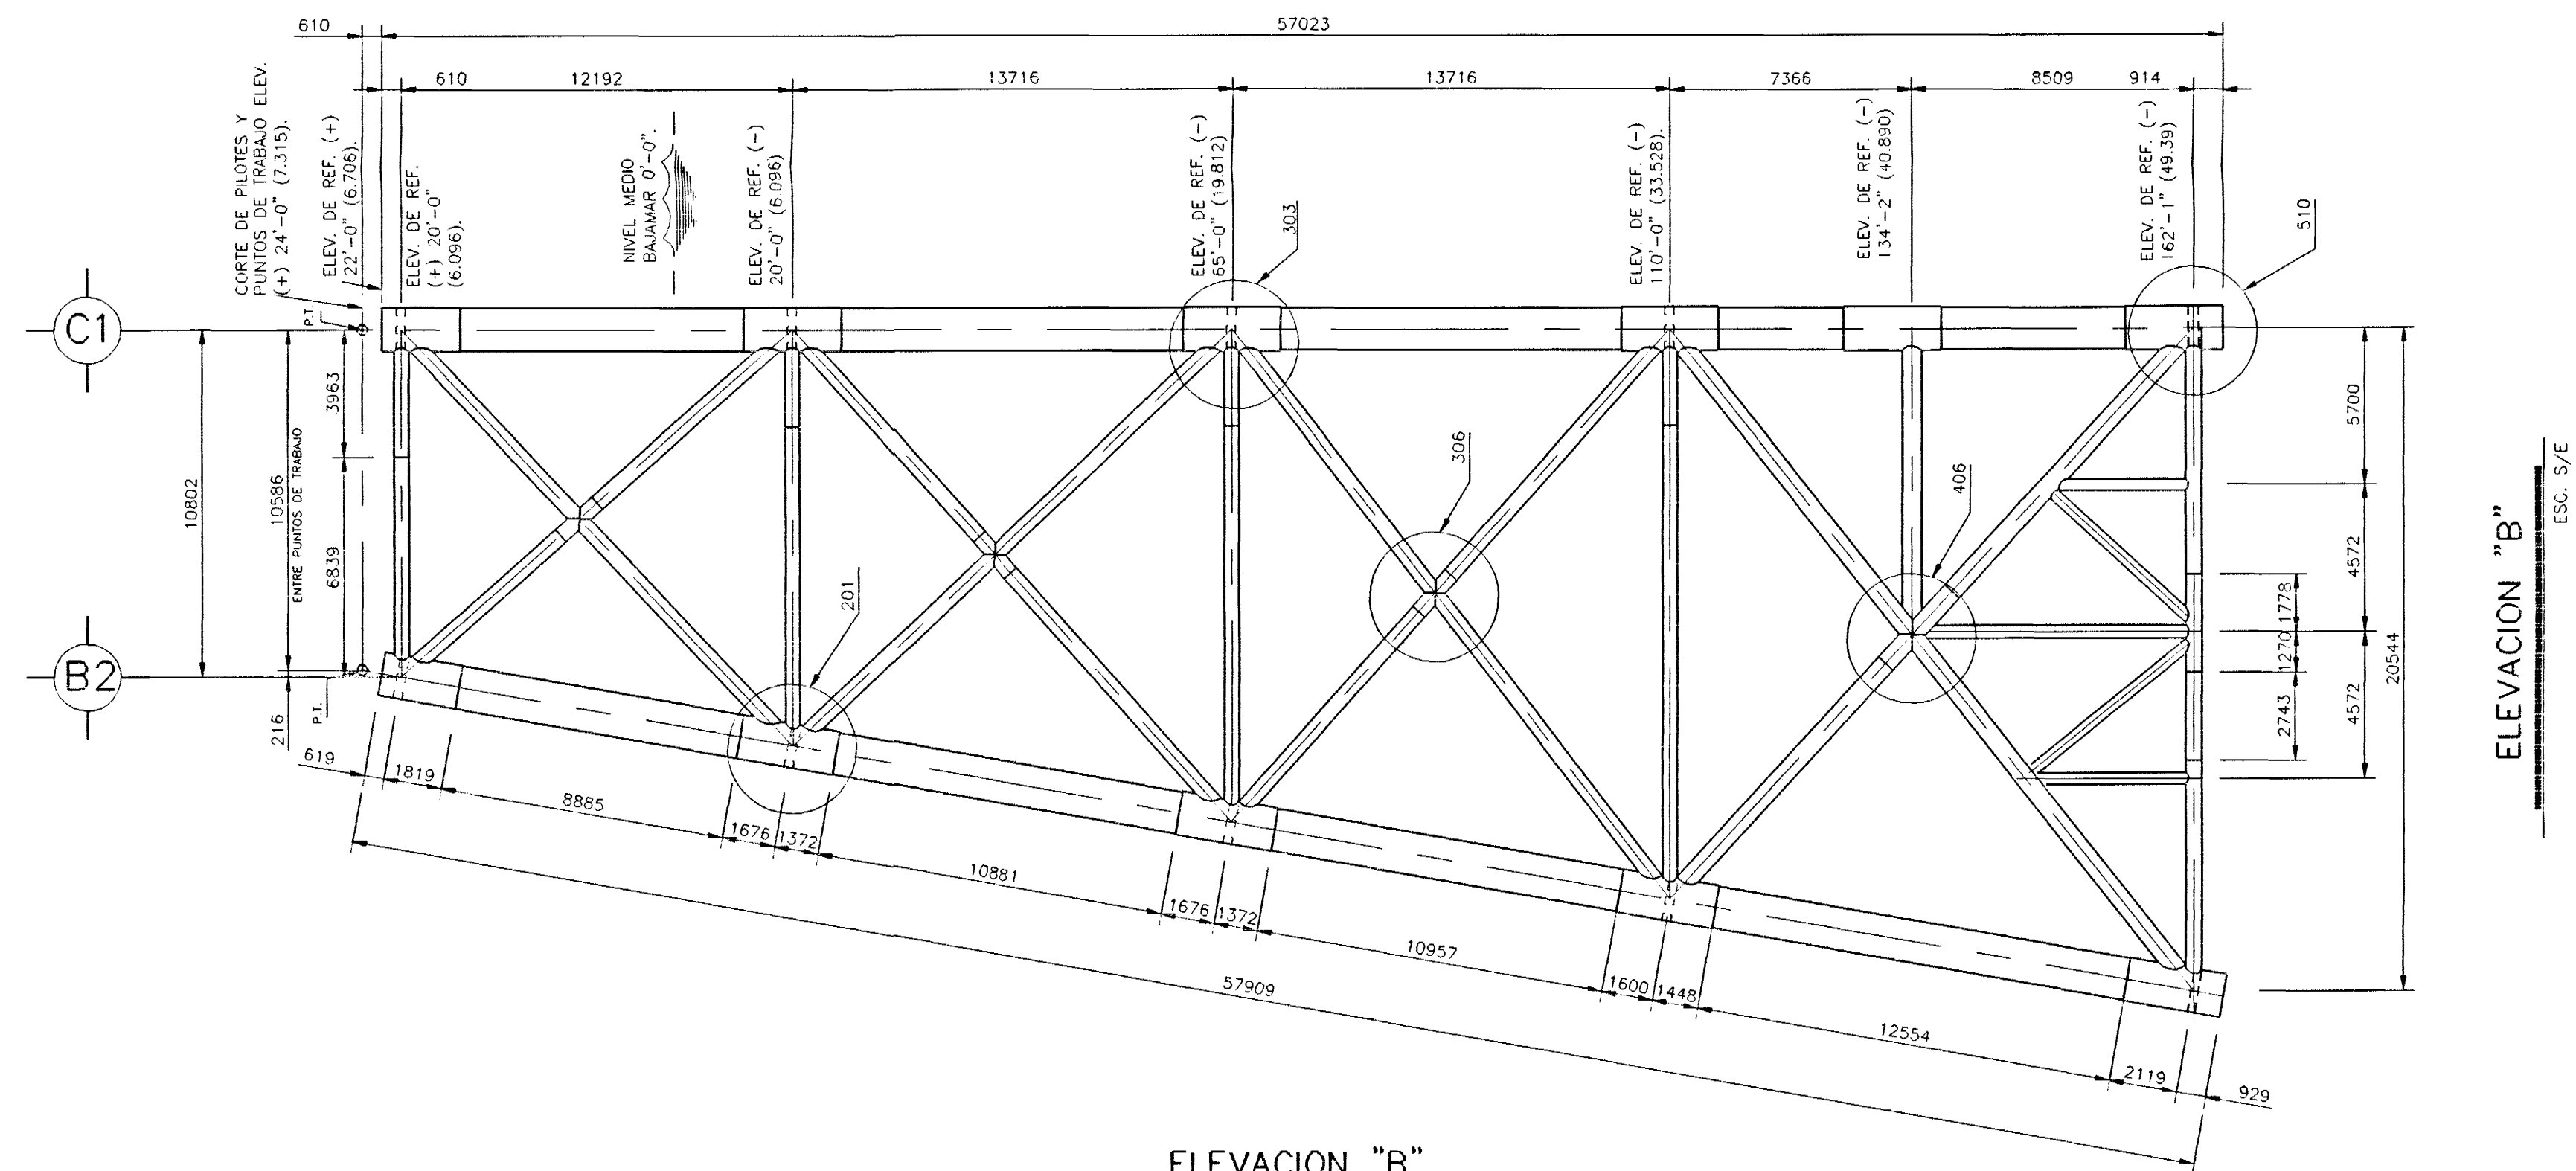 610
57023
610
12192
13716
13716
7366
8509
914
CORTE DE PILOTES Y
PUNTOS DE TRABAJO ELEV.
(+) 24'-0" (7.315).
ELEV. DE REF. (+)
22'-0" (6.706).
ELEV. DE REF.
(+) 20'-0"
(6.096).
NIVEL MEDIO
BAJAMAR 0'-0".
ELEV. DE REF. (-)
20'-0" (6.096)
ELEV. DE REF. (-)
65'-0" (19.812)
ELEV. DE REF. (-)
110'-0" (33.528).
ELEV. DE REF. (-)
134'-2" (40.890)
ELEV. DE REF. (-)
162'-1" (49.39)
303
510
C1
P.T.
10802
10586
ENTRE PUNTOS DE TRABAJO
3963
6839
B2
216
P.T.
201
306
406
5700
4572
1778
1270
4572
2743
20544
619
1819
8885
1676
1372
10881
1676
1372
10957
1600
1448
12554
2119
929
57909
ELEVACION "B"
ESC. S/E
ELEVACION "B"